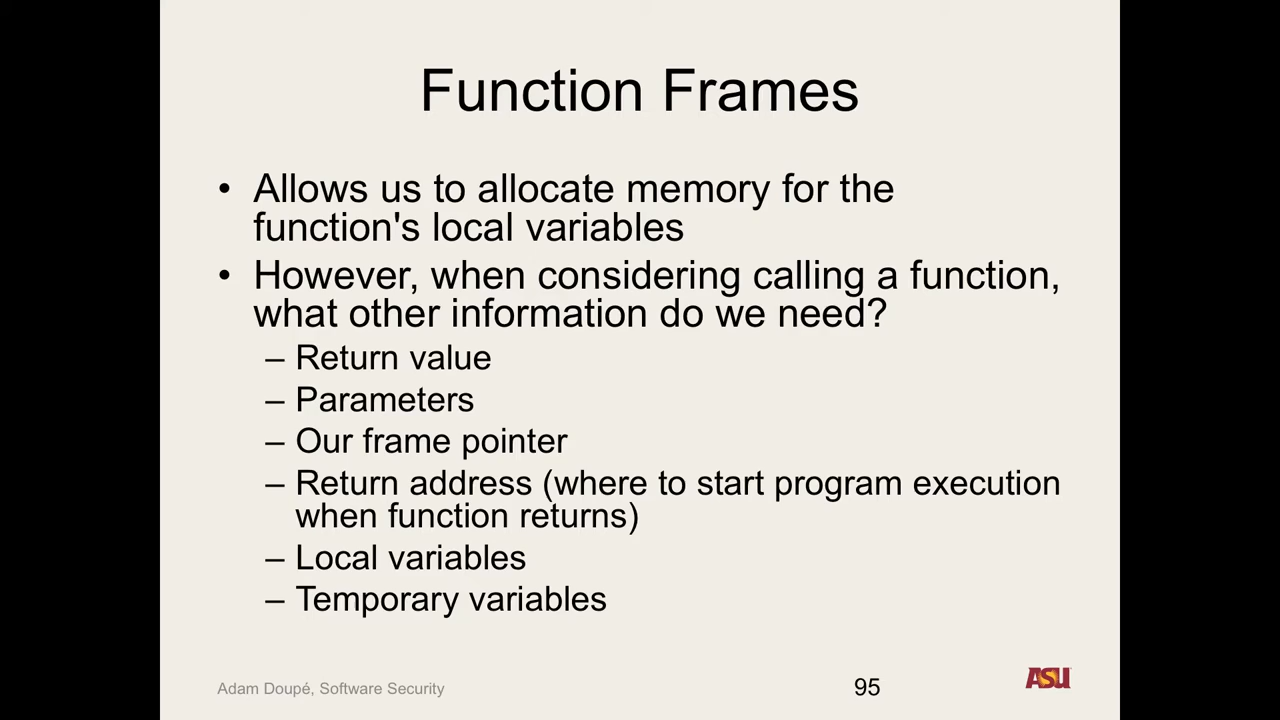 Function Frames
• Allows us to allocate memory for the
function's local variables
• However, when considering calling a function,
what other information do we need?
– Return value
– Parameters
– Our frame pointer
– Return address (where to start program execution
when function returns)
– Local variables
– Temporary variables
Adam Doupé, Software Security
95
ASU